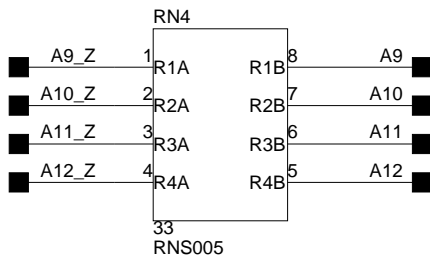 RN4
A9_Z 1 R1A R1B 8 A9
A10_Z 2 R2A R2B 7 A10
A11_Z 3 R3A R3B 6 A11
A12_Z 4 R4A R4B 5 A12
33
RNS005